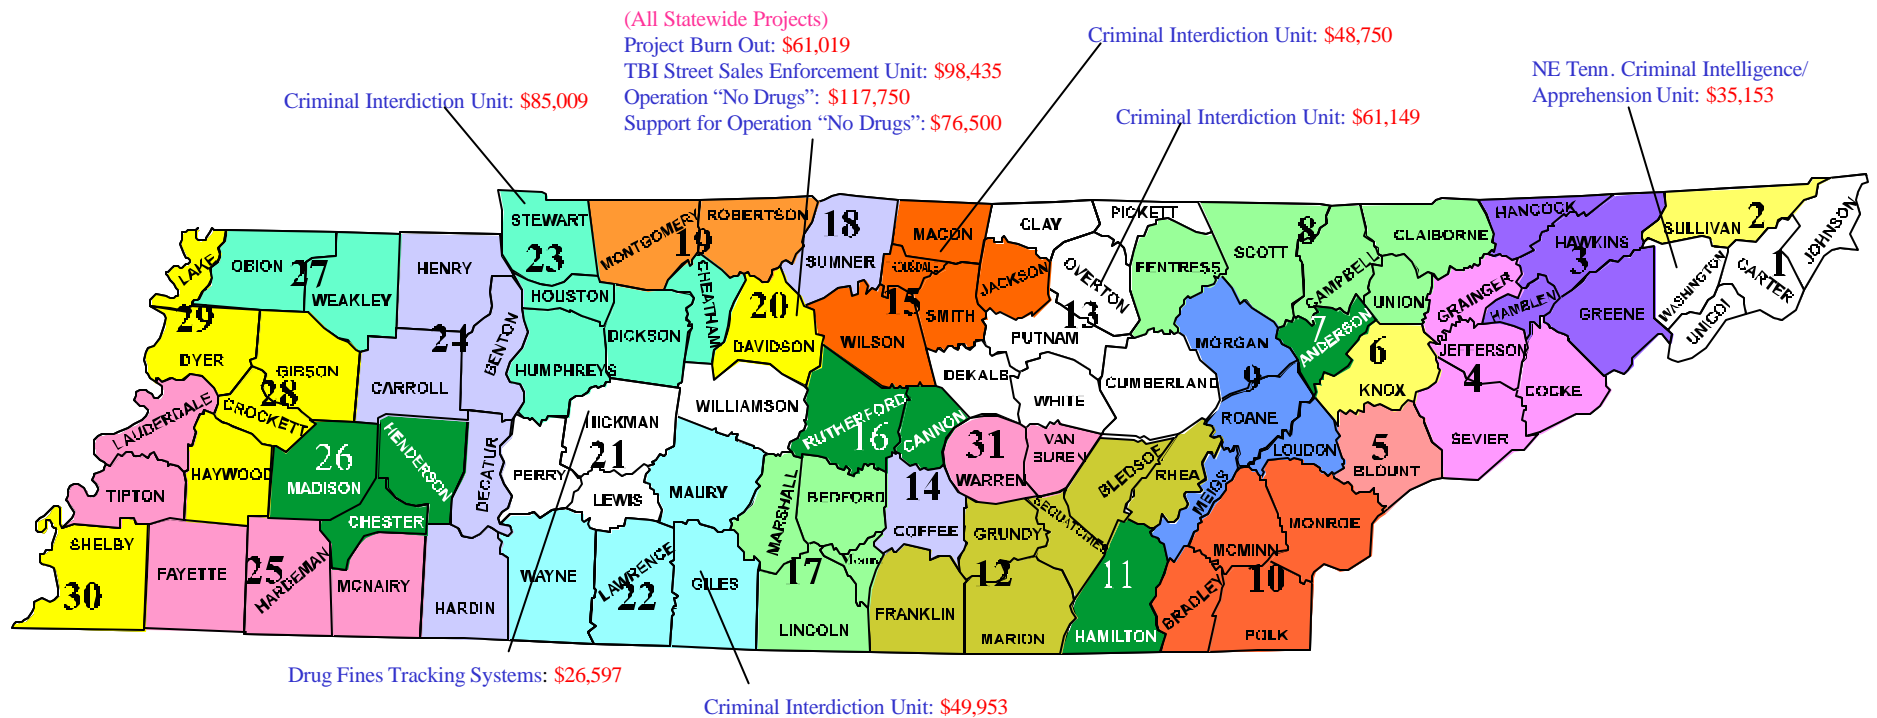 (All Statewide Projects)
Project Burn Out: $61,019
TBI Street Sales Enforcement Unit: $98,435
Operation “No Drugs”: $117,750
Support for Operation “No Drugs”: $76,500
Criminal Interdiction Unit: $48,750
NE Tenn. Criminal Intelligence/
Apprehension Unit: $35,153
Criminal Interdiction Unit: $85,009
Criminal Interdiction Unit: $61,149
STEWART
23
MONTGOMERY
19
ROBERTSON
18
SUMNER
MACON
CLAY
PICKETT
SCOTT
8
CLAIBORNE
HANCOCK
HAWKINS
3
SULLIVAN
2
JOHNSON
1
CARTER
WASHINGTON
UNICOI
GREENE
HAMBLEN
GRAINGER
UNION
CAMPBELL
FENTRESS
OVERTON
13
JACKSON
15
SMITH
WILSON
20
DAVIDSON
CHEATHAM
HOUSTON
DICKSON
HUMPHREYS
HENRY
24
BENTON
CARROLL
OBION
27
WEAKLEY
LAKE
29
DYER
GIBSON
28
CROCKETT
LAUDERDALE
HAYWOOD
26
MADISON
HENDERSON
CHESTER
DECATUR
PERRY
HICKMAN
21
LEWIS
WILLIAMSON
MAURY
RUTHERFORD
16
CANNON
DEKALB
PUTNAM
WHITE
CUMBERLAND
MORGAN
9
ROANE
LOUDON
7
ANDERSON
6
KNOX
JEFFERSON
4
COCKE
SEVIER
5
BLOUNT
MONROE
MCMINN
MEIGS
RHEA
BLEDSOE
VAN
BUREN
31
WARREN
14
COFFEE
BEDFORD
MARSHALL
17
LINCOLN
FRANKLIN
GRUNDY
12
SEQUATCHIE
MARION
11
HAMILTON
BRADLEY
10
POLK
GILES
LAWRENCE
22
WAYNE
HARDIN
MCNAIRY
25
HARDEMAN
FAYETTE
TIPTON
SHELBY
30
Drug Fines Tracking Systems: $26,597
Criminal Interdiction Unit: $49,953